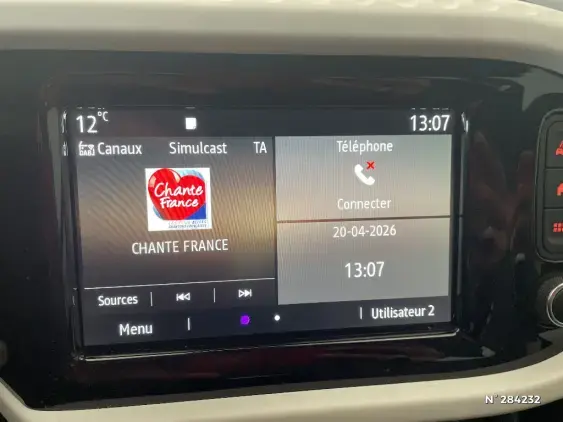 12°C
13:07
DAB Canaux Simulcast TA
Chante
France
CHANTE FRANCE
Sources
Menu
Téléphone
Connecter
20-04-2026
13:07
Utilisateur 2
N° 284232